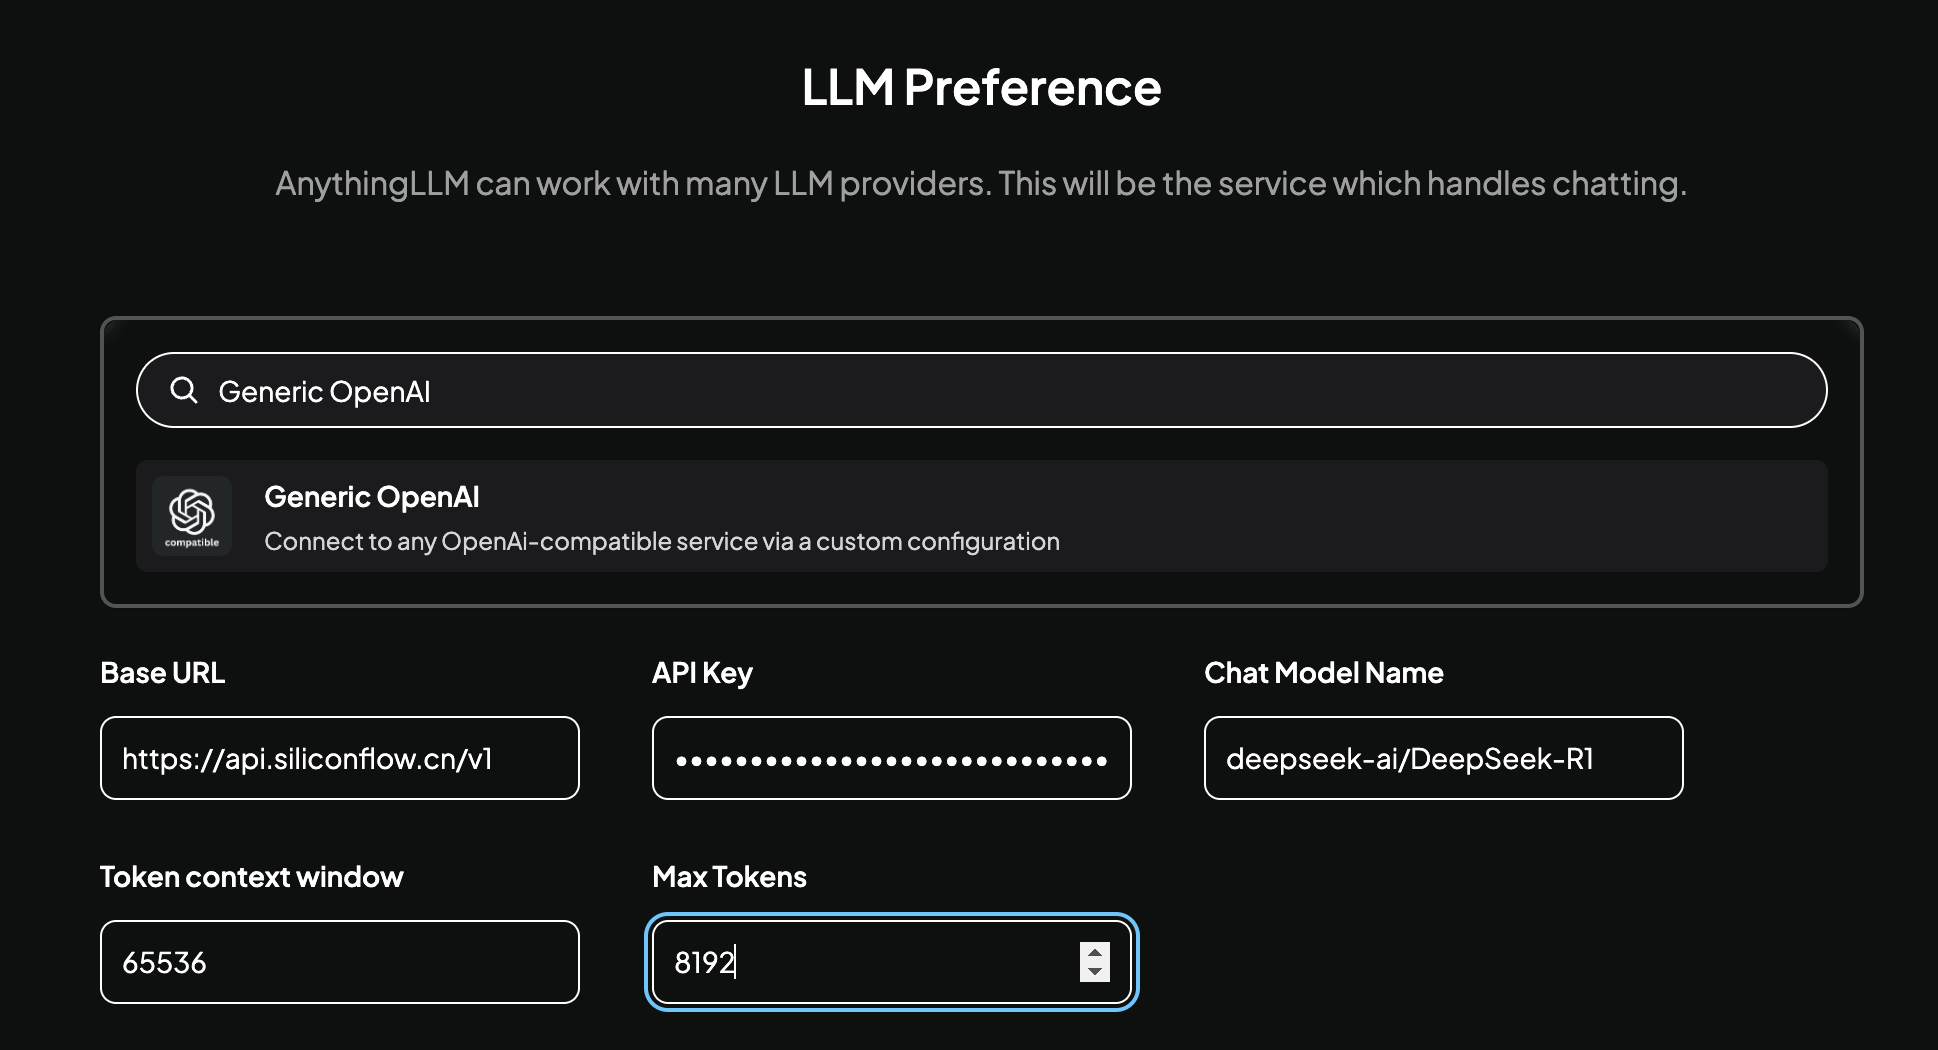 LLM Preference
AnythingLLM can work with many LLM providers. This will be the service which handles chatting.
Generic OpenAI
compatible
Generic OpenAI
Connect to any OpenAi-compatible service via a custom configuration
Base URL
API Key
Chat Model Name
https://api.siliconflow.cn/v1
•••••••••••••••••••••••••••••
deepseek-ai/DeepSeek-R1
Token context window
Max Tokens
65536
8192